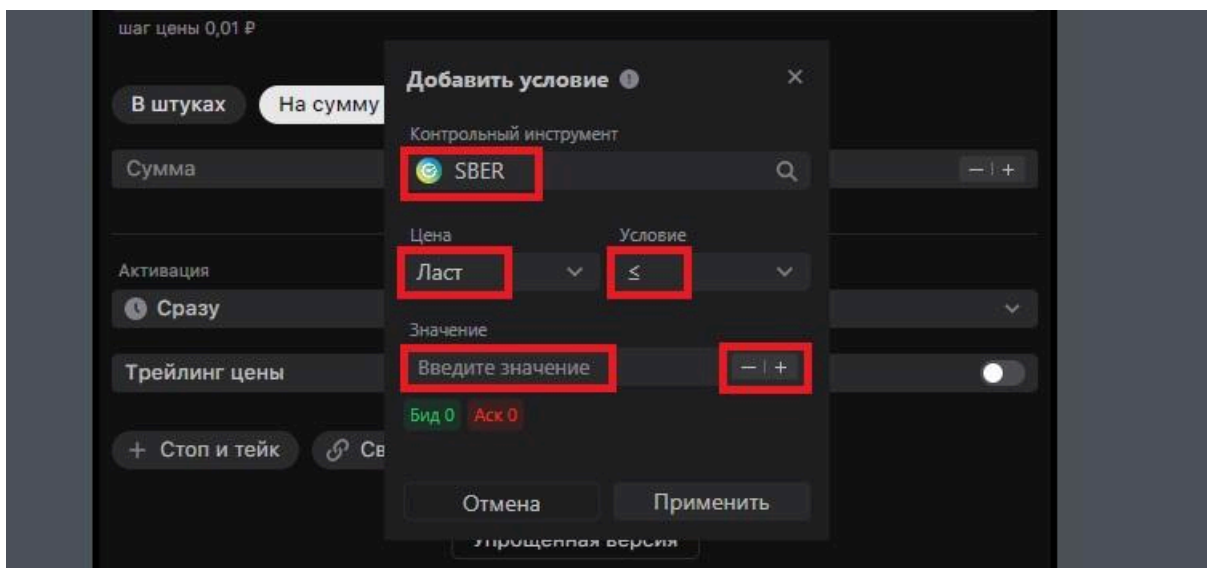 шаг цены 0,01 ₽
Добавить условие
В штуках На сумму
Контрольный инструмент
Сумма
SBER
— | +
Цена Условие
Активация
Ласт ≤
Сразу
Значение
Трейлинг цены
Введите значение — | +
Бид 0 Аск 0
+ Стоп и тейк Св
Отмена Применить
Упрощенная версия